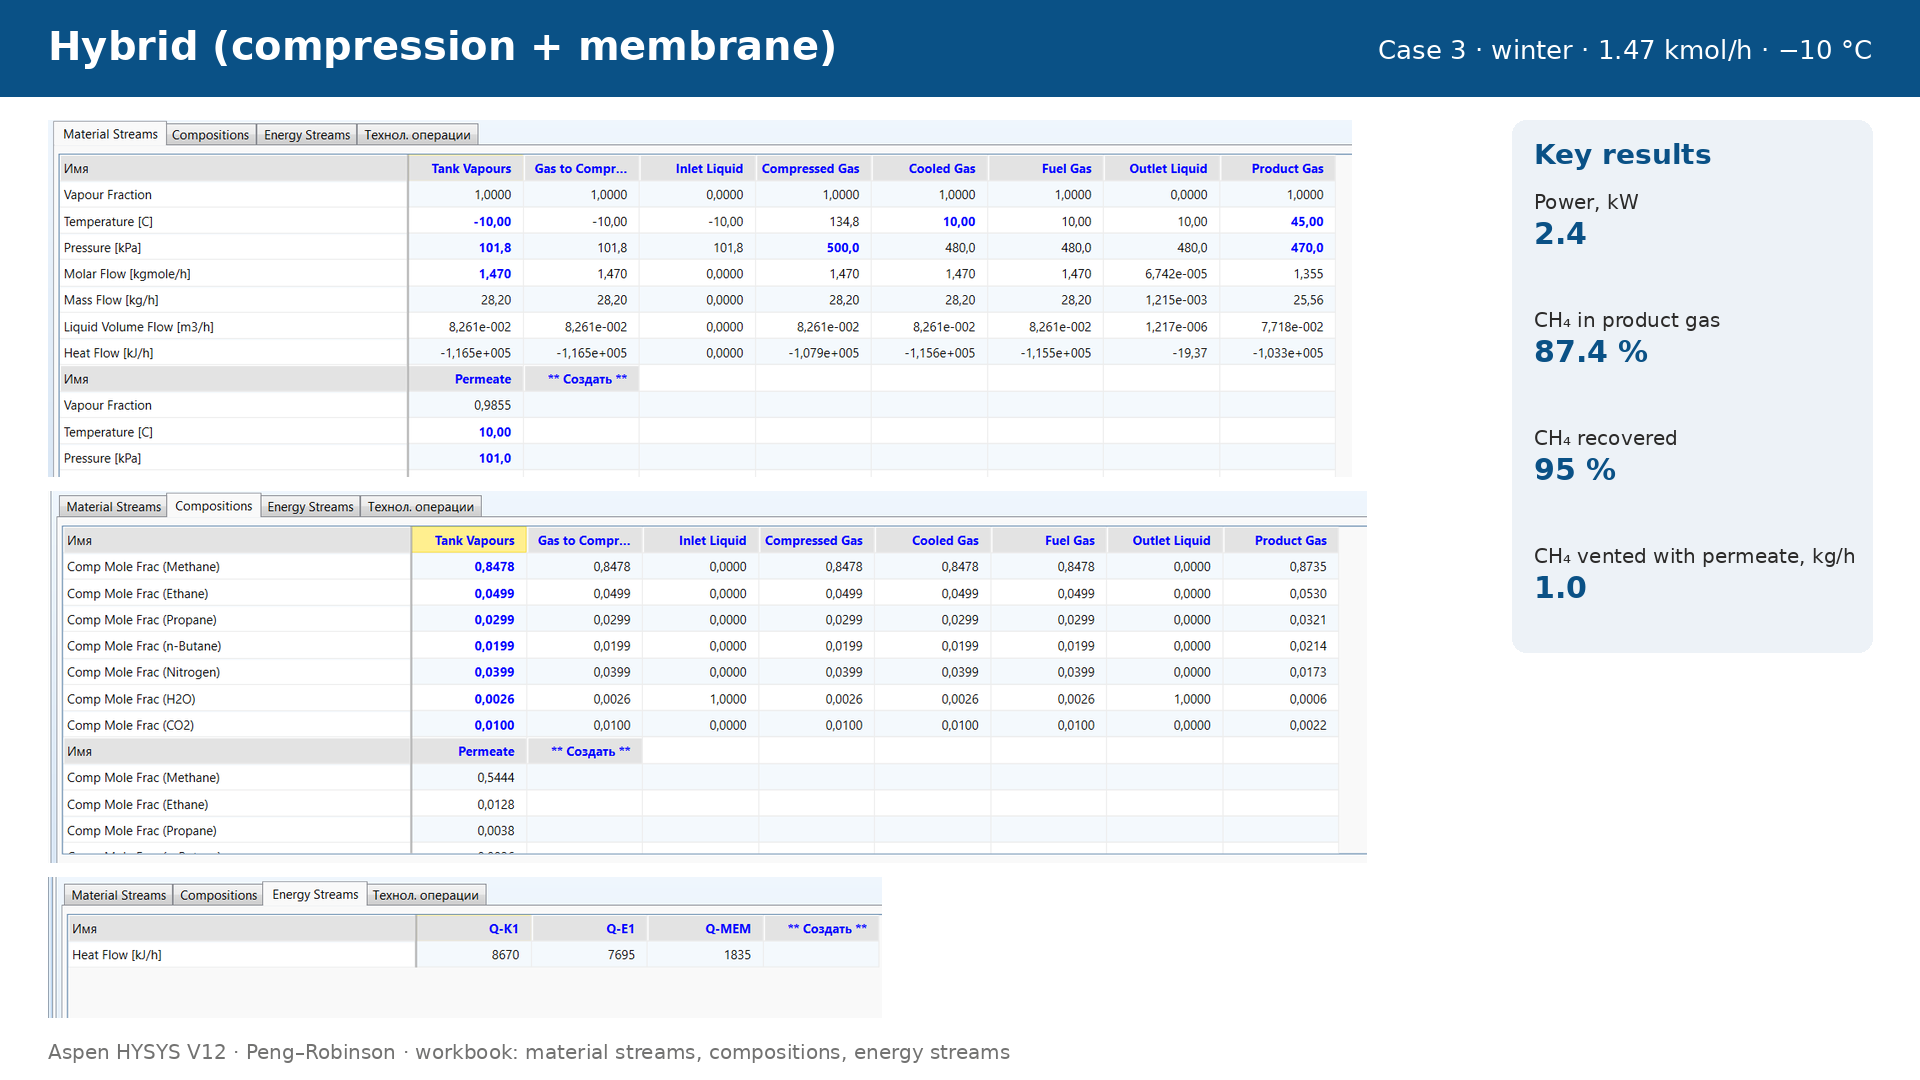 Hybrid (compression + membrane)
Case 3 · winter · 1.47 kmol/h · −10 °C
Material Streams Compositions Energy Streams Технол. операции
Имя Tank Vapours Gas to Compr... Inlet Liquid Compressed Gas Cooled Gas Fuel Gas Outlet Liquid Product Gas
Vapour Fraction 1,0000 1,0000 0,0000 1,0000 1,0000 1,0000 0,0000 1,0000
Temperature [C] -10,00 -10,00 -10,00 134,8 10,00 10,00 10,00 45,00
Pressure [kPa] 101,8 101,8 101,8 500,0 480,0 480,0 480,0 470,0
Molar Flow [kgmole/h] 1,470 1,470 0,0000 1,470 1,470 1,470 6,742e-005 1,355
Mass Flow [kg/h] 28,20 28,20 0,0000 28,20 28,20 28,20 1,215e-003 25,56
Liquid Volume Flow [m3/h] 8,261e-002 8,261e-002 0,0000 8,261e-002 8,261e-002 8,261e-002 1,217e-006 7,718e-002
Heat Flow [kJ/h] -1,165e+005 -1,165e+005 0,0000 -1,079e+005 -1,156e+005 -1,155e+005 -19,37 -1,033e+005
Имя Permeate ** Создать **
Vapour Fraction 0,9855
Temperature [C] 10,00
Pressure [kPa] 101,0
Material Streams Compositions Energy Streams Технол. операции
Имя Tank Vapours Gas to Compr... Inlet Liquid Compressed Gas Cooled Gas Fuel Gas Outlet Liquid Product Gas
Comp Mole Frac (Methane) 0,8478 0,8478 0,0000 0,8478 0,8478 0,8478 0,0000 0,8735
Comp Mole Frac (Ethane) 0,0499 0,0499 0,0000 0,0499 0,0499 0,0499 0,0000 0,0530
Comp Mole Frac (Propane) 0,0299 0,0299 0,0000 0,0299 0,0299 0,0299 0,0000 0,0321
Comp Mole Frac (n-Butane) 0,0199 0,0199 0,0000 0,0199 0,0199 0,0199 0,0000 0,0214
Comp Mole Frac (Nitrogen) 0,0399 0,0399 0,0000 0,0399 0,0399 0,0399 0,0000 0,0173
Comp Mole Frac (H2O) 0,0026 0,0026 1,0000 0,0026 0,0026 0,0026 1,0000 0,0006
Comp Mole Frac (CO2) 0,0100 0,0100 0,0000 0,0100 0,0100 0,0100 0,0000 0,0022
Имя Permeate ** Создать **
Comp Mole Frac (Methane) 0,5444
Comp Mole Frac (Ethane) 0,0128
Comp Mole Frac (Propane) 0,0038
Material Streams Compositions Energy Streams Технол. операции
Имя Q-K1 Q-E1 Q-MEM ** Создать **
Heat Flow [kJ/h] 8670 7695 1835
Key results
Power, kW
2.4
CH₄ in product gas
87.4 %
CH₄ recovered
95 %
CH₄ vented with permeate, kg/h
1.0
Aspen HYSYS V12 · Peng–Robinson · workbook: material streams, compositions, energy streams